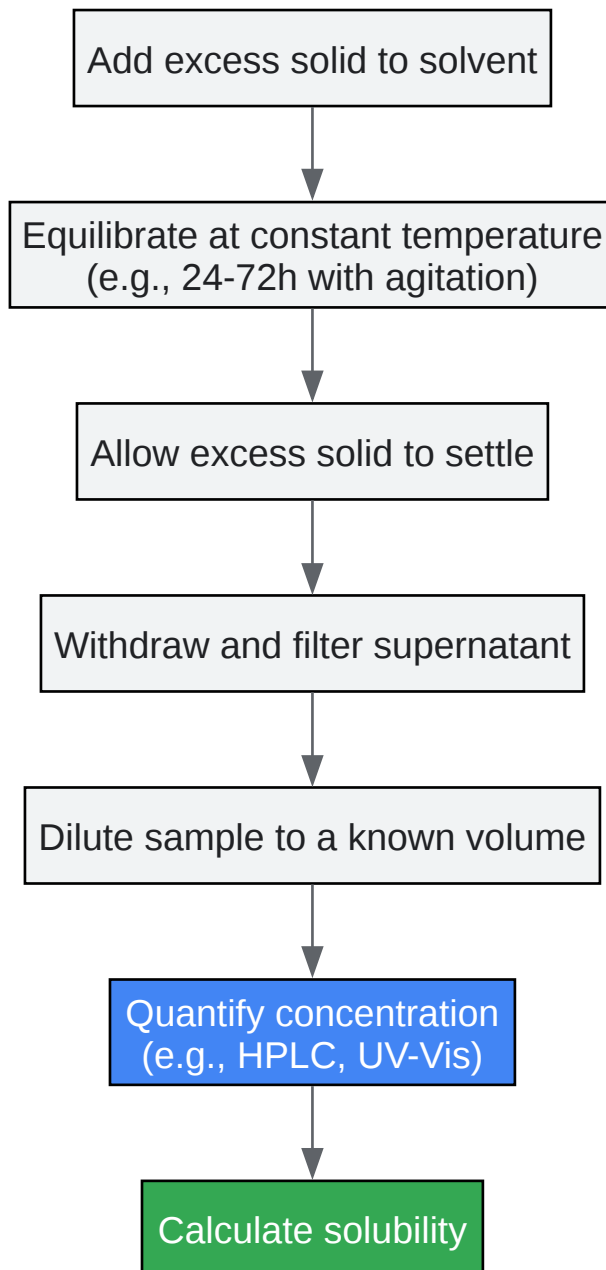 Add excess solid to solvent
Equilibrate at constant temperature
(e.g., 24-72h with agitation)
Allow excess solid to settle
Withdraw and filter supernatant
Dilute sample to a known volume
Quantify concentration
(e.g., HPLC, UV-Vis)
Calculate solubility